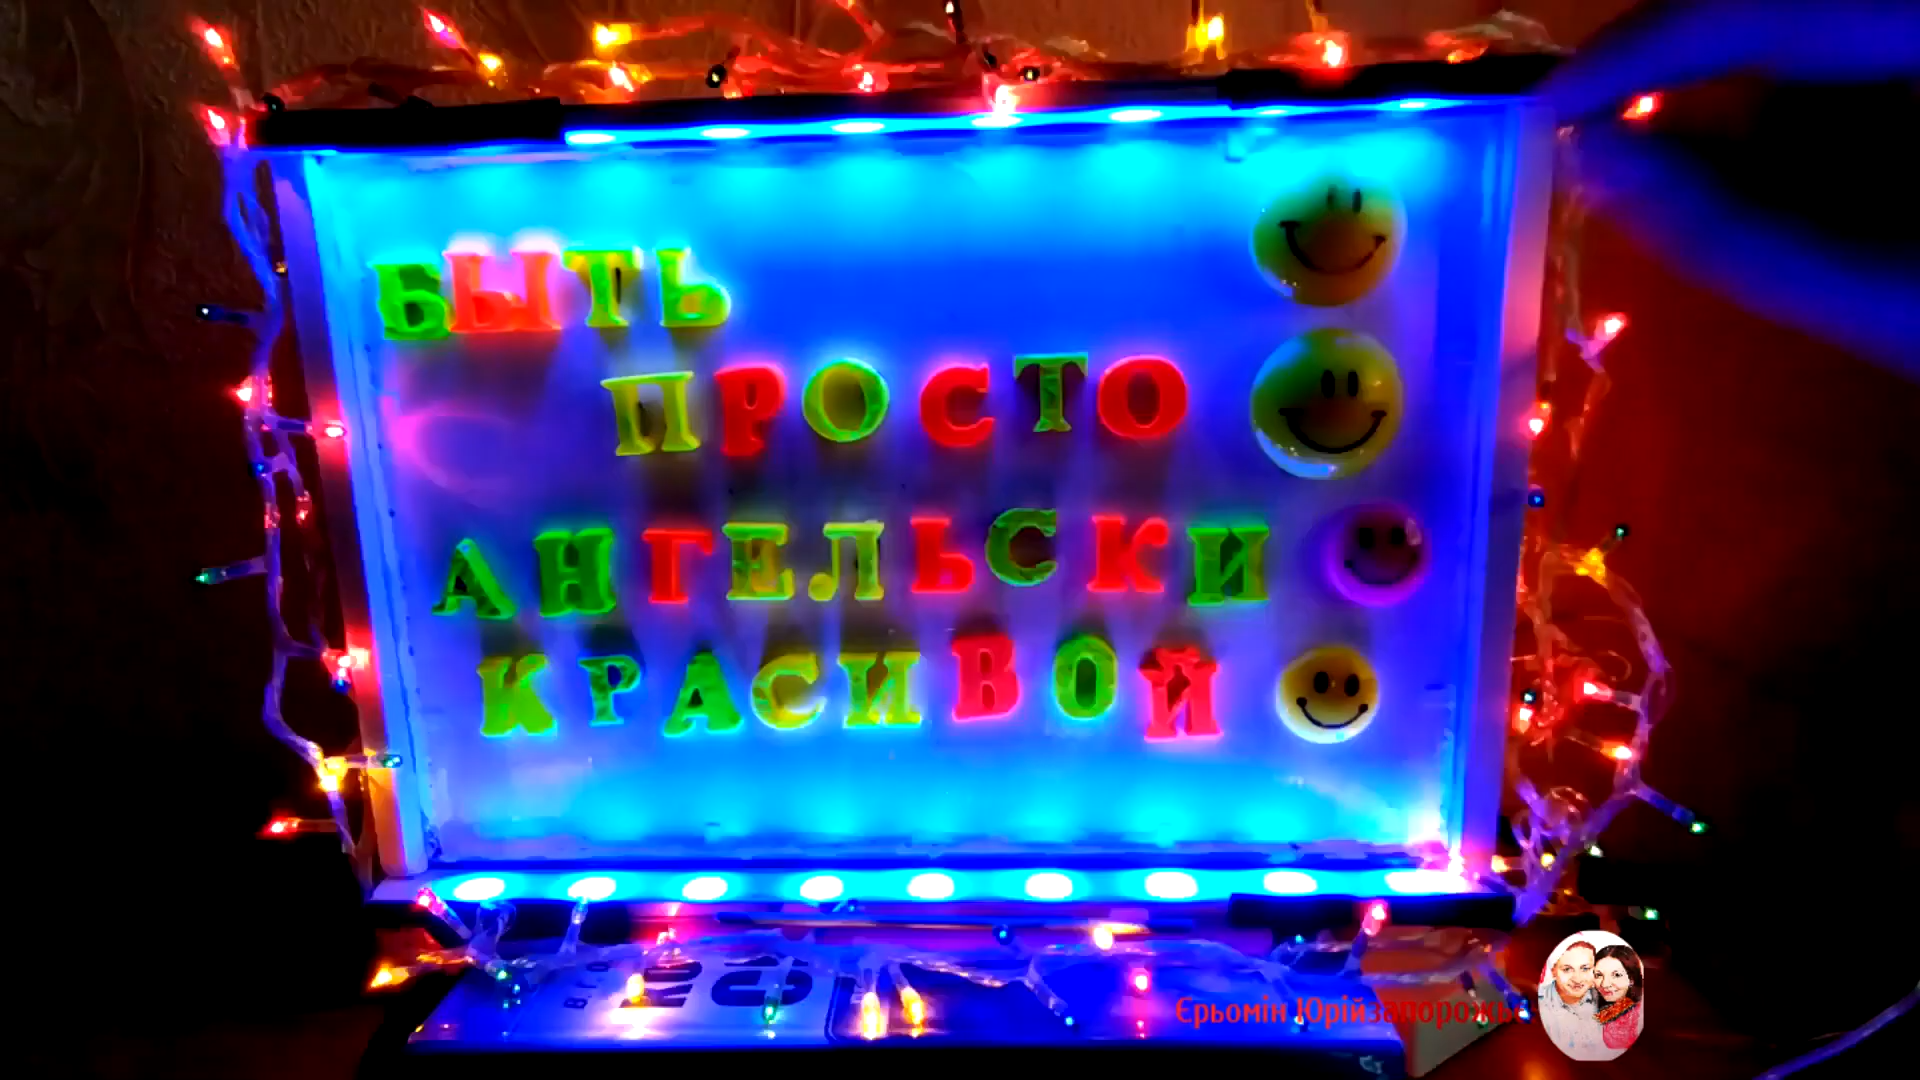 БЫТЬ
ПРОСТО
АНГЕЛЬСКИ
КРАСИВОЙ
Єрьомін Юрій запорожье